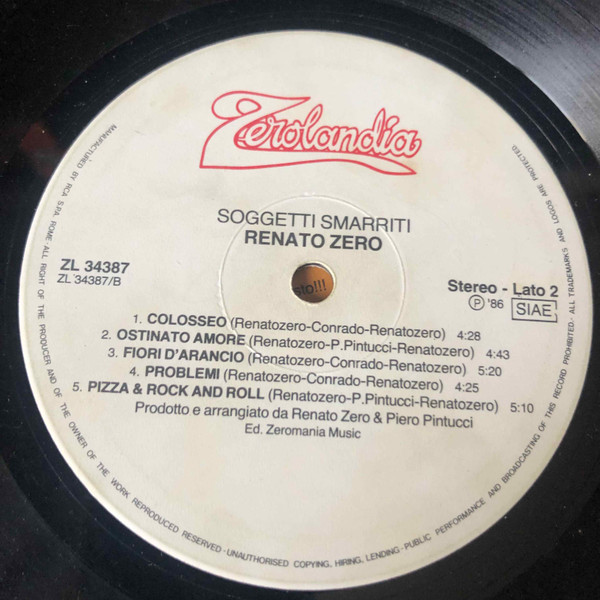 Zerolandia
SOGGETTI SMARRITI
RENATO ZERO
ZL 34387
ZL 34387/B
sto!!!
Stereo - Lato 2
Ⓟ '86 SIAE
1. COLOSSEO (Renatozero-Conrado-Renatozero) 4:28
2. OSTINATO AMORE (Renatozero-P.Pintucci-Renatozero) 4:43
3. FIORI D'ARANCIO (Renatozero-Conrado-Renatozero) 5:20
4. PROBLEMI (Renatozero-Conrado-Renatozero) 4:25
5. PIZZA & ROCK AND ROLL (Renatozero-P.Pintucci-Renatozero) 5:10
Prodotto e arrangiato da Renato Zero & Piero Pintucci
Ed. Zeromania Music
MANUFACTURED BY RCA S.P.A. ROME· ALL RIGHT OF THE PRODUCER AND OF THE OWNER OF THE WORK REPRODUCED RESERVED · UNAUTHORISED COPYING, HIRING, LENDING · PUBLIC PERFORMANCE AND BROADCASTING OF THIS RECORD PROHIBITED · ALL TRADEMARKS AND LOGOS ARE PROTECTED